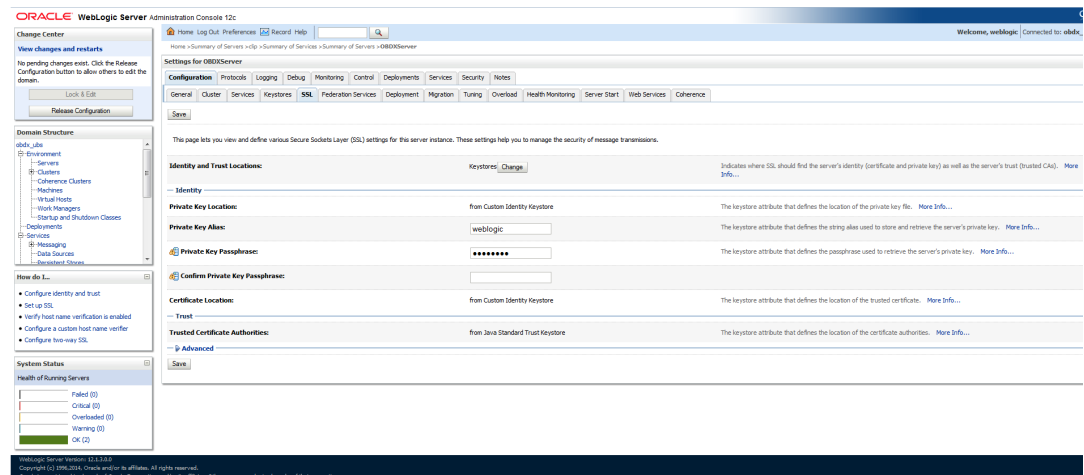 ORACLE WebLogic Server Administration Console 12c
Change Center
View changes and restarts
No pending changes exist. Click the Release
Configuration button to allow others to edit the
domain.
Lock & Edit
Release Configuration
Domain Structure
obdx_ubs
Environment
Servers
Clusters
Coherence Clusters
Machines
Virtual Hosts
Work Managers
Startup and Shutdown Classes
Deployments
Services
Messaging
Data Sources
Persistent Stores
How do I...
Configure identity and trust
Set up SSL
Verify host name verification is enabled
Configure a custom host name verifier
Configure two-way SSL
System Status
Health of Running Servers
Failed (0)
Critical (0)
Overloaded (0)
Warning (0)
OK (2)
Home Log Out Preferences Record Help
Welcome, weblogic Connected to: obdx_
Home >Summary of Servers >clip >Summary of Services >Summary of Servers >OBDXServer
Settings for OBDXServer
Configuration Protocols Logging Debug Monitoring Control Deployments Services Security Notes
General Cluster Services Keystores SSL Federation Services Deployment Migration Tuning Overload Health Monitoring Server Start Web Services Coherence
Save
This page lets you view and define various Secure Sockets Layer (SSL) settings for this server instance. These settings help you to manage the security of message transmissions.
Identity and Trust Locations: Keystores Change Indicates where SSL should find the server's identity (certificate and private key) as well as the server's trust (trusted CAs). More
Info...
Identity
Private Key Location: from Custom Identity Keystore The keystore attribute that defines the location of the private key file. More Info...
Private Key Alias: weblogic The keystore attribute that defines the string alias used to store and retrieve the server's private key. More Info...
Private Key Passphrase: ●●●●●●●● The keystore attribute that defines the passphrase used to retrieve the server's private key. More Info...
Confirm Private Key Passphrase:
Certificate Location: from Custom Identity Keystore The keystore attribute that defines the location of the trusted certificate. More Info...
Trust
Trusted Certificate Authorities: from Java Standard Trust Keystore The keystore attribute that defines the location of the certificate authorities. More Info...
Advanced
Save
WebLogic Server Version: 12.1.3.0.0
Copyright (c) 1996,2014, Oracle and/or its affiliates. All rights reserved.